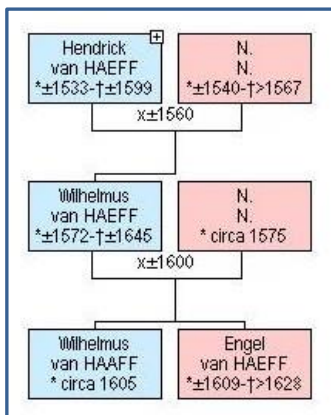 Hendrick
van HAEFF
*±1533-†±1599
N.
N.
*±1540-†>1567
x±1560
Wilhelmus
van HAEFF
*±1572-†±1645
N.
N.
* circa 1575
x±1600
Wilhelmus
van HAAFF
* circa 1605
Engel
van HAEFF
*±1609-†>1628